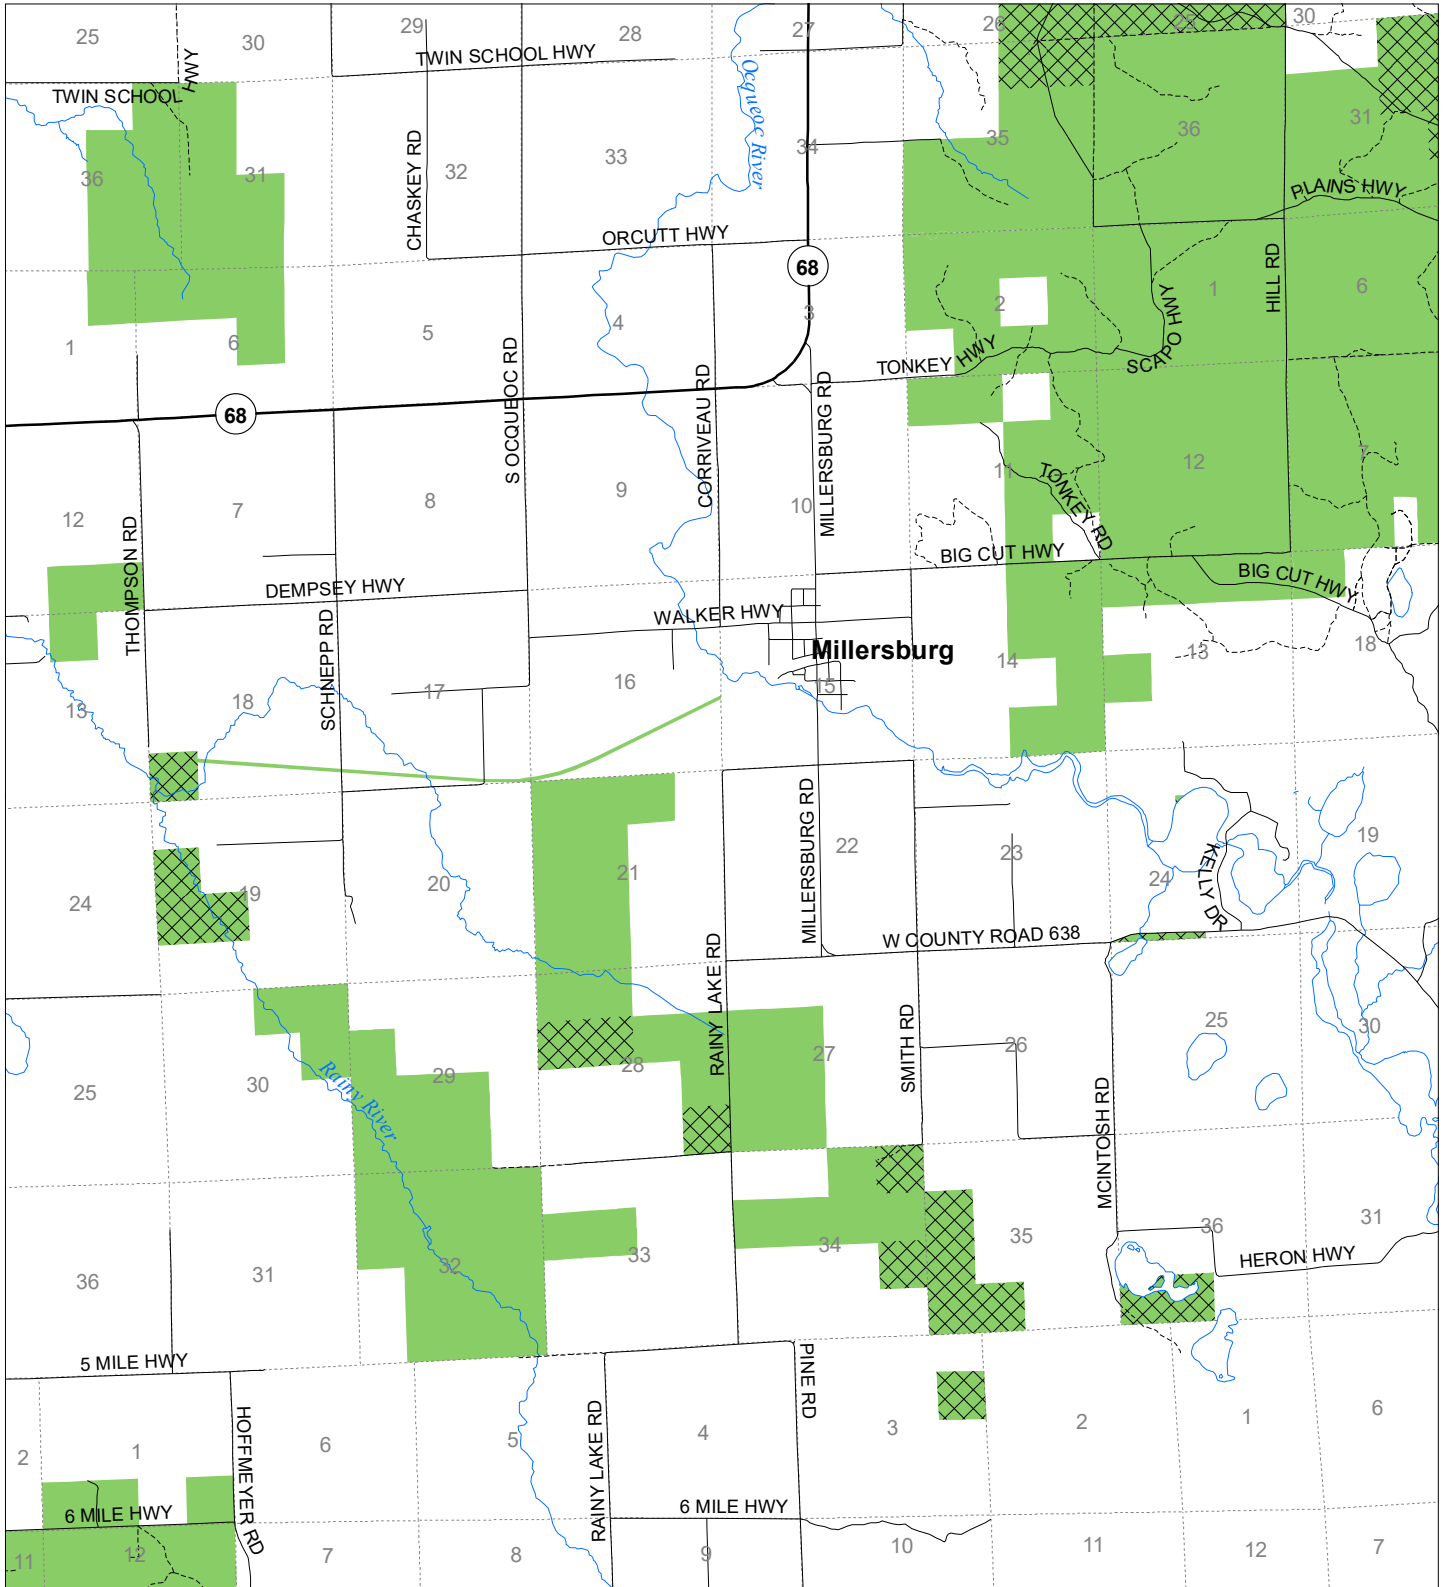 25
30
29
28
27
26
25
30
TWIN SCHOOL HWY
TWIN SCHOOL HWY
Ocqueoc River
36
31
CHASKEY RD
32
33
34
35
36
31
PLAINS HWY
ORCUTT HWY
68
HILL RD
1
6
5
4
3
2
1
6
S OCQUEOC RD
CORRIVEAU RD
MILLERSBURG RD
TONKEY HWY
SCAPO HWY
68
12
7
8
9
10
11
12
7
THOMPSON RD
TONKEY RD
BIG CUT HWY
BIG CUT HWY
DEMPSEY HWY
WALKER HWY
SCHNEPP RD
Millersburg
13
18
17
16
15
14
13
18
24
19
20
21
22
23
24
19
MILLERSBURG RD
KELLY DR
W COUNTY ROAD 638
RAINY LAKE RD
SMITH RD
MCINTOSH RD
25
30
29
28
27
26
25
30
Rainy River
36
31
32
33
34
35
36
31
HERON HWY
5 MILE HWY
HOFFMEYER RD
RAINY LAKE RD
PINE RD
2
1
6
5
4
3
2
1
6
6 MILE HWY
6 MILE HWY
11
12
7
8
9
10
11
12
7